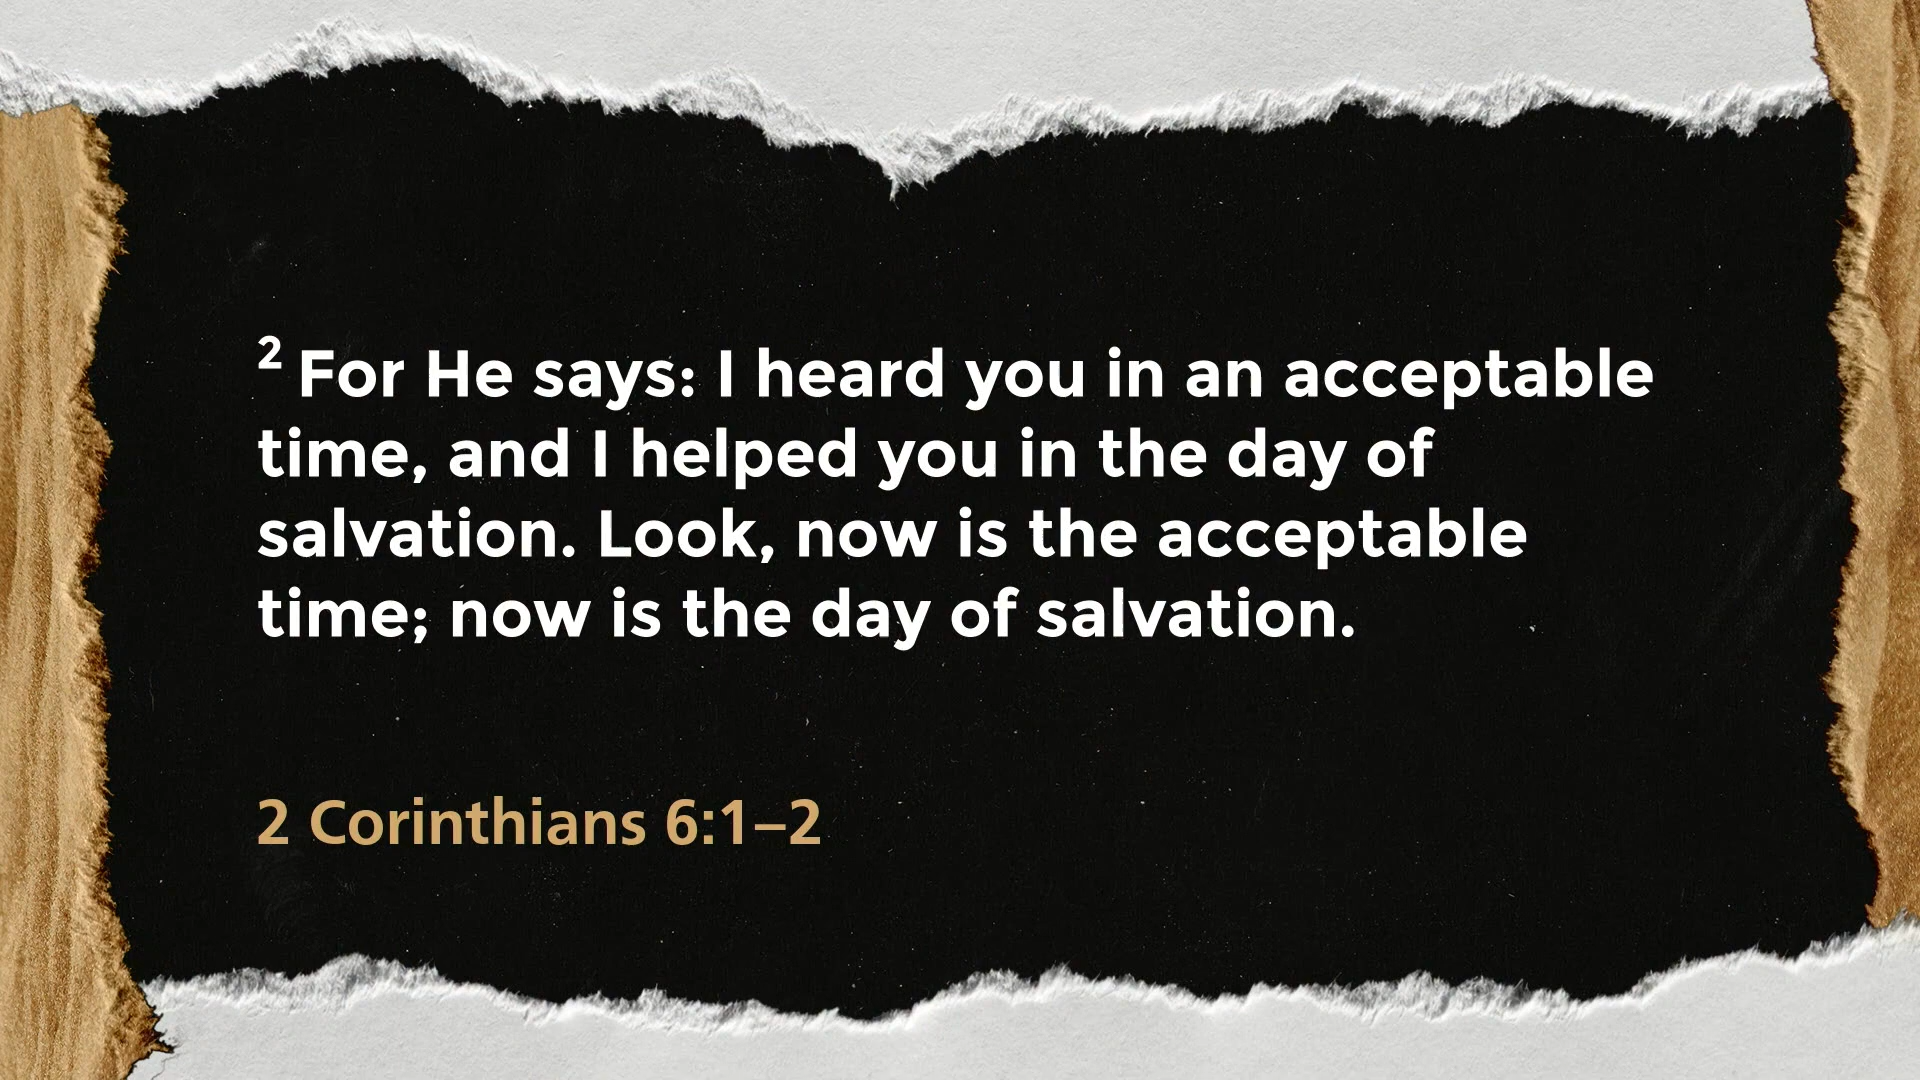 2 For He says: I heard you in an acceptable
time, and I helped you in the day of
salvation. Look, now is the acceptable
time; now is the day of salvation.
2 Corinthians 6:1–2